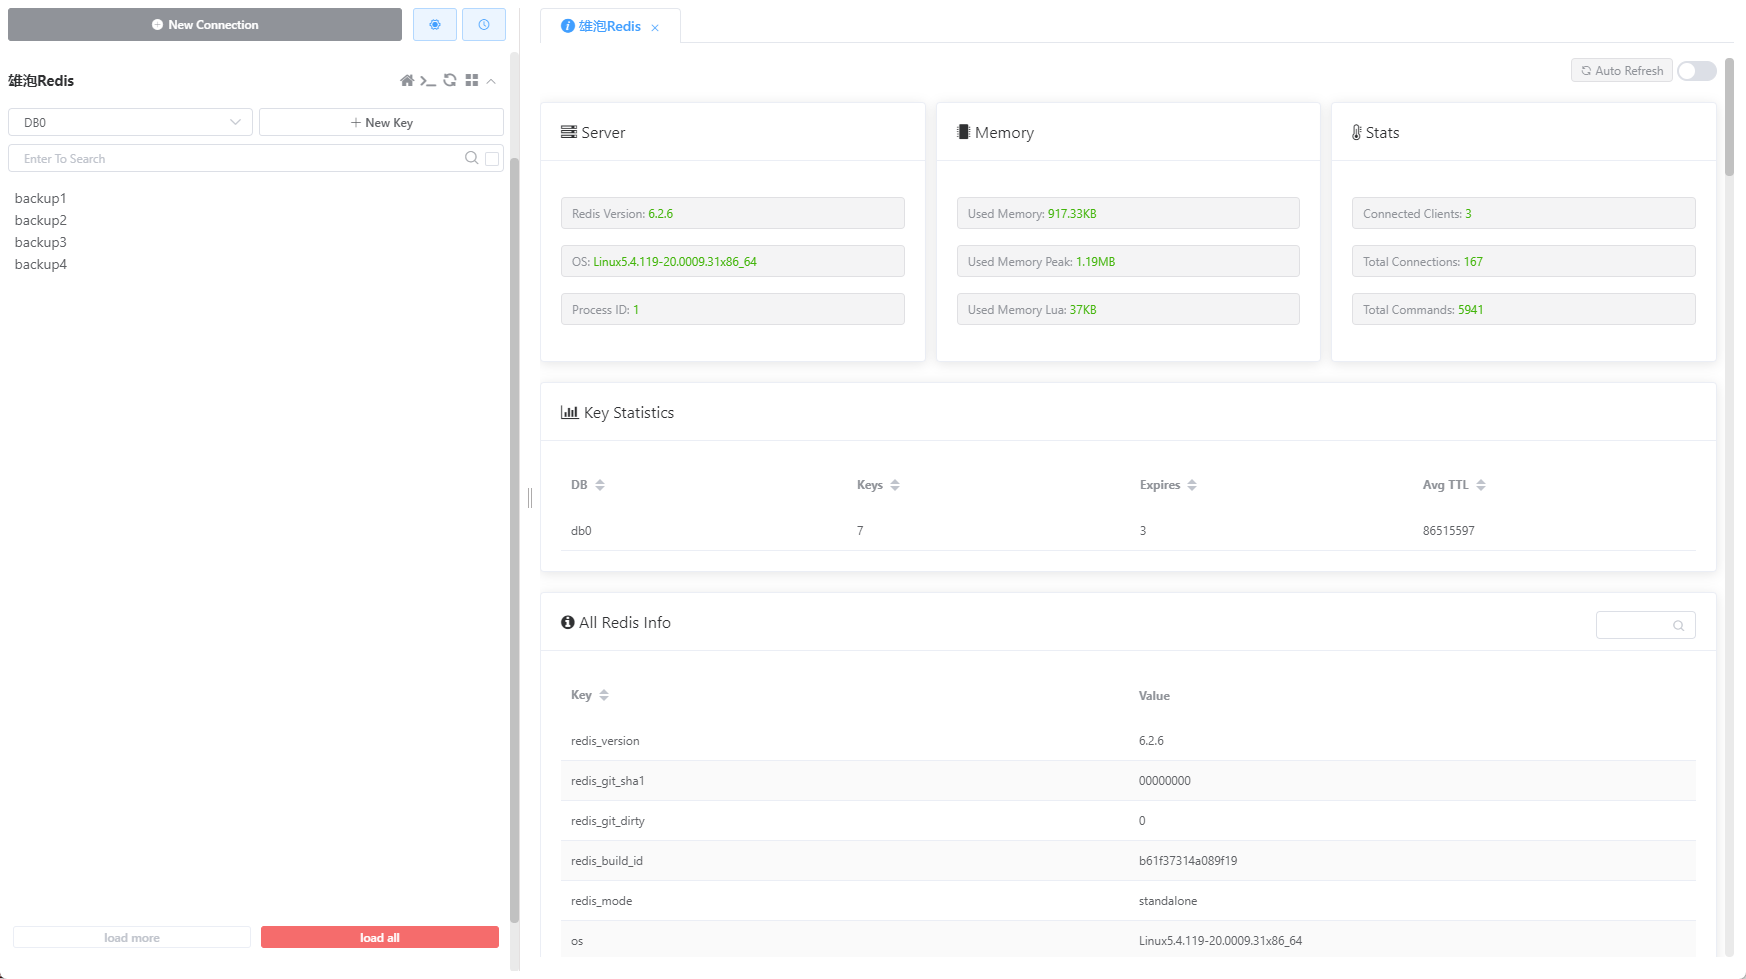 New Connection
雄泡Redis
DB0
New Key
Enter To Search
backup1
backup2
backup3
backup4
load more
load all
雄泡Redis
Auto Refresh
Server
Redis Version: 6.2.6
OS: Linux5.4.119-20.0009.31x86_64
Process ID: 1
Memory
Used Memory: 917.33KB
Used Memory Peak: 1.19MB
Used Memory Lua: 37KB
Stats
Connected Clients: 3
Total Connections: 167
Total Commands: 5941
Key Statistics
DB Keys Expires Avg TTL
db0 7 3 86515597
All Redis Info
Key Value
redis_version 6.2.6
redis_git_sha1 00000000
redis_git_dirty 0
redis_build_id b61f37314a089f19
redis_mode standalone
os Linux5.4.119-20.0009.31x86_64